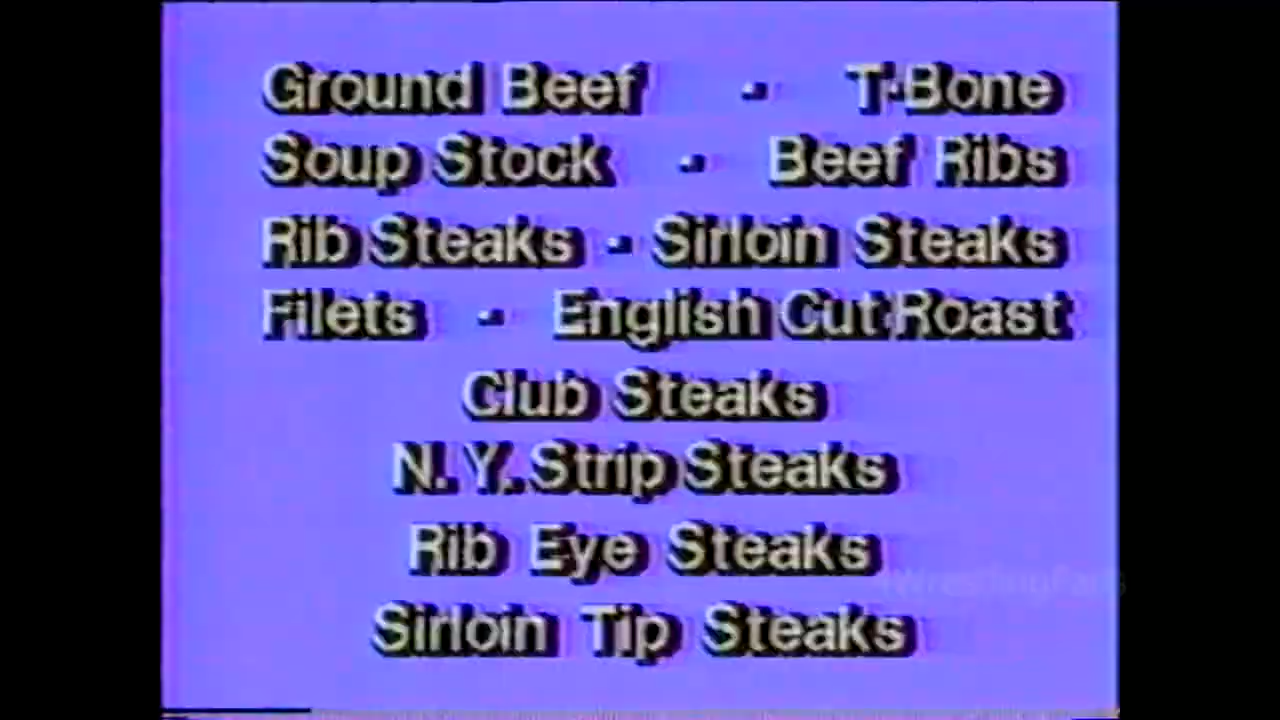 Ground Beef - T-Bone
Soup Stock - Beef Ribs
Rib Steaks - Sirloin Steaks
Filets - English Cut Roast
Club Steaks
N.Y. Strip Steaks
Rib Eye Steaks
Sirloin Tip Steaks